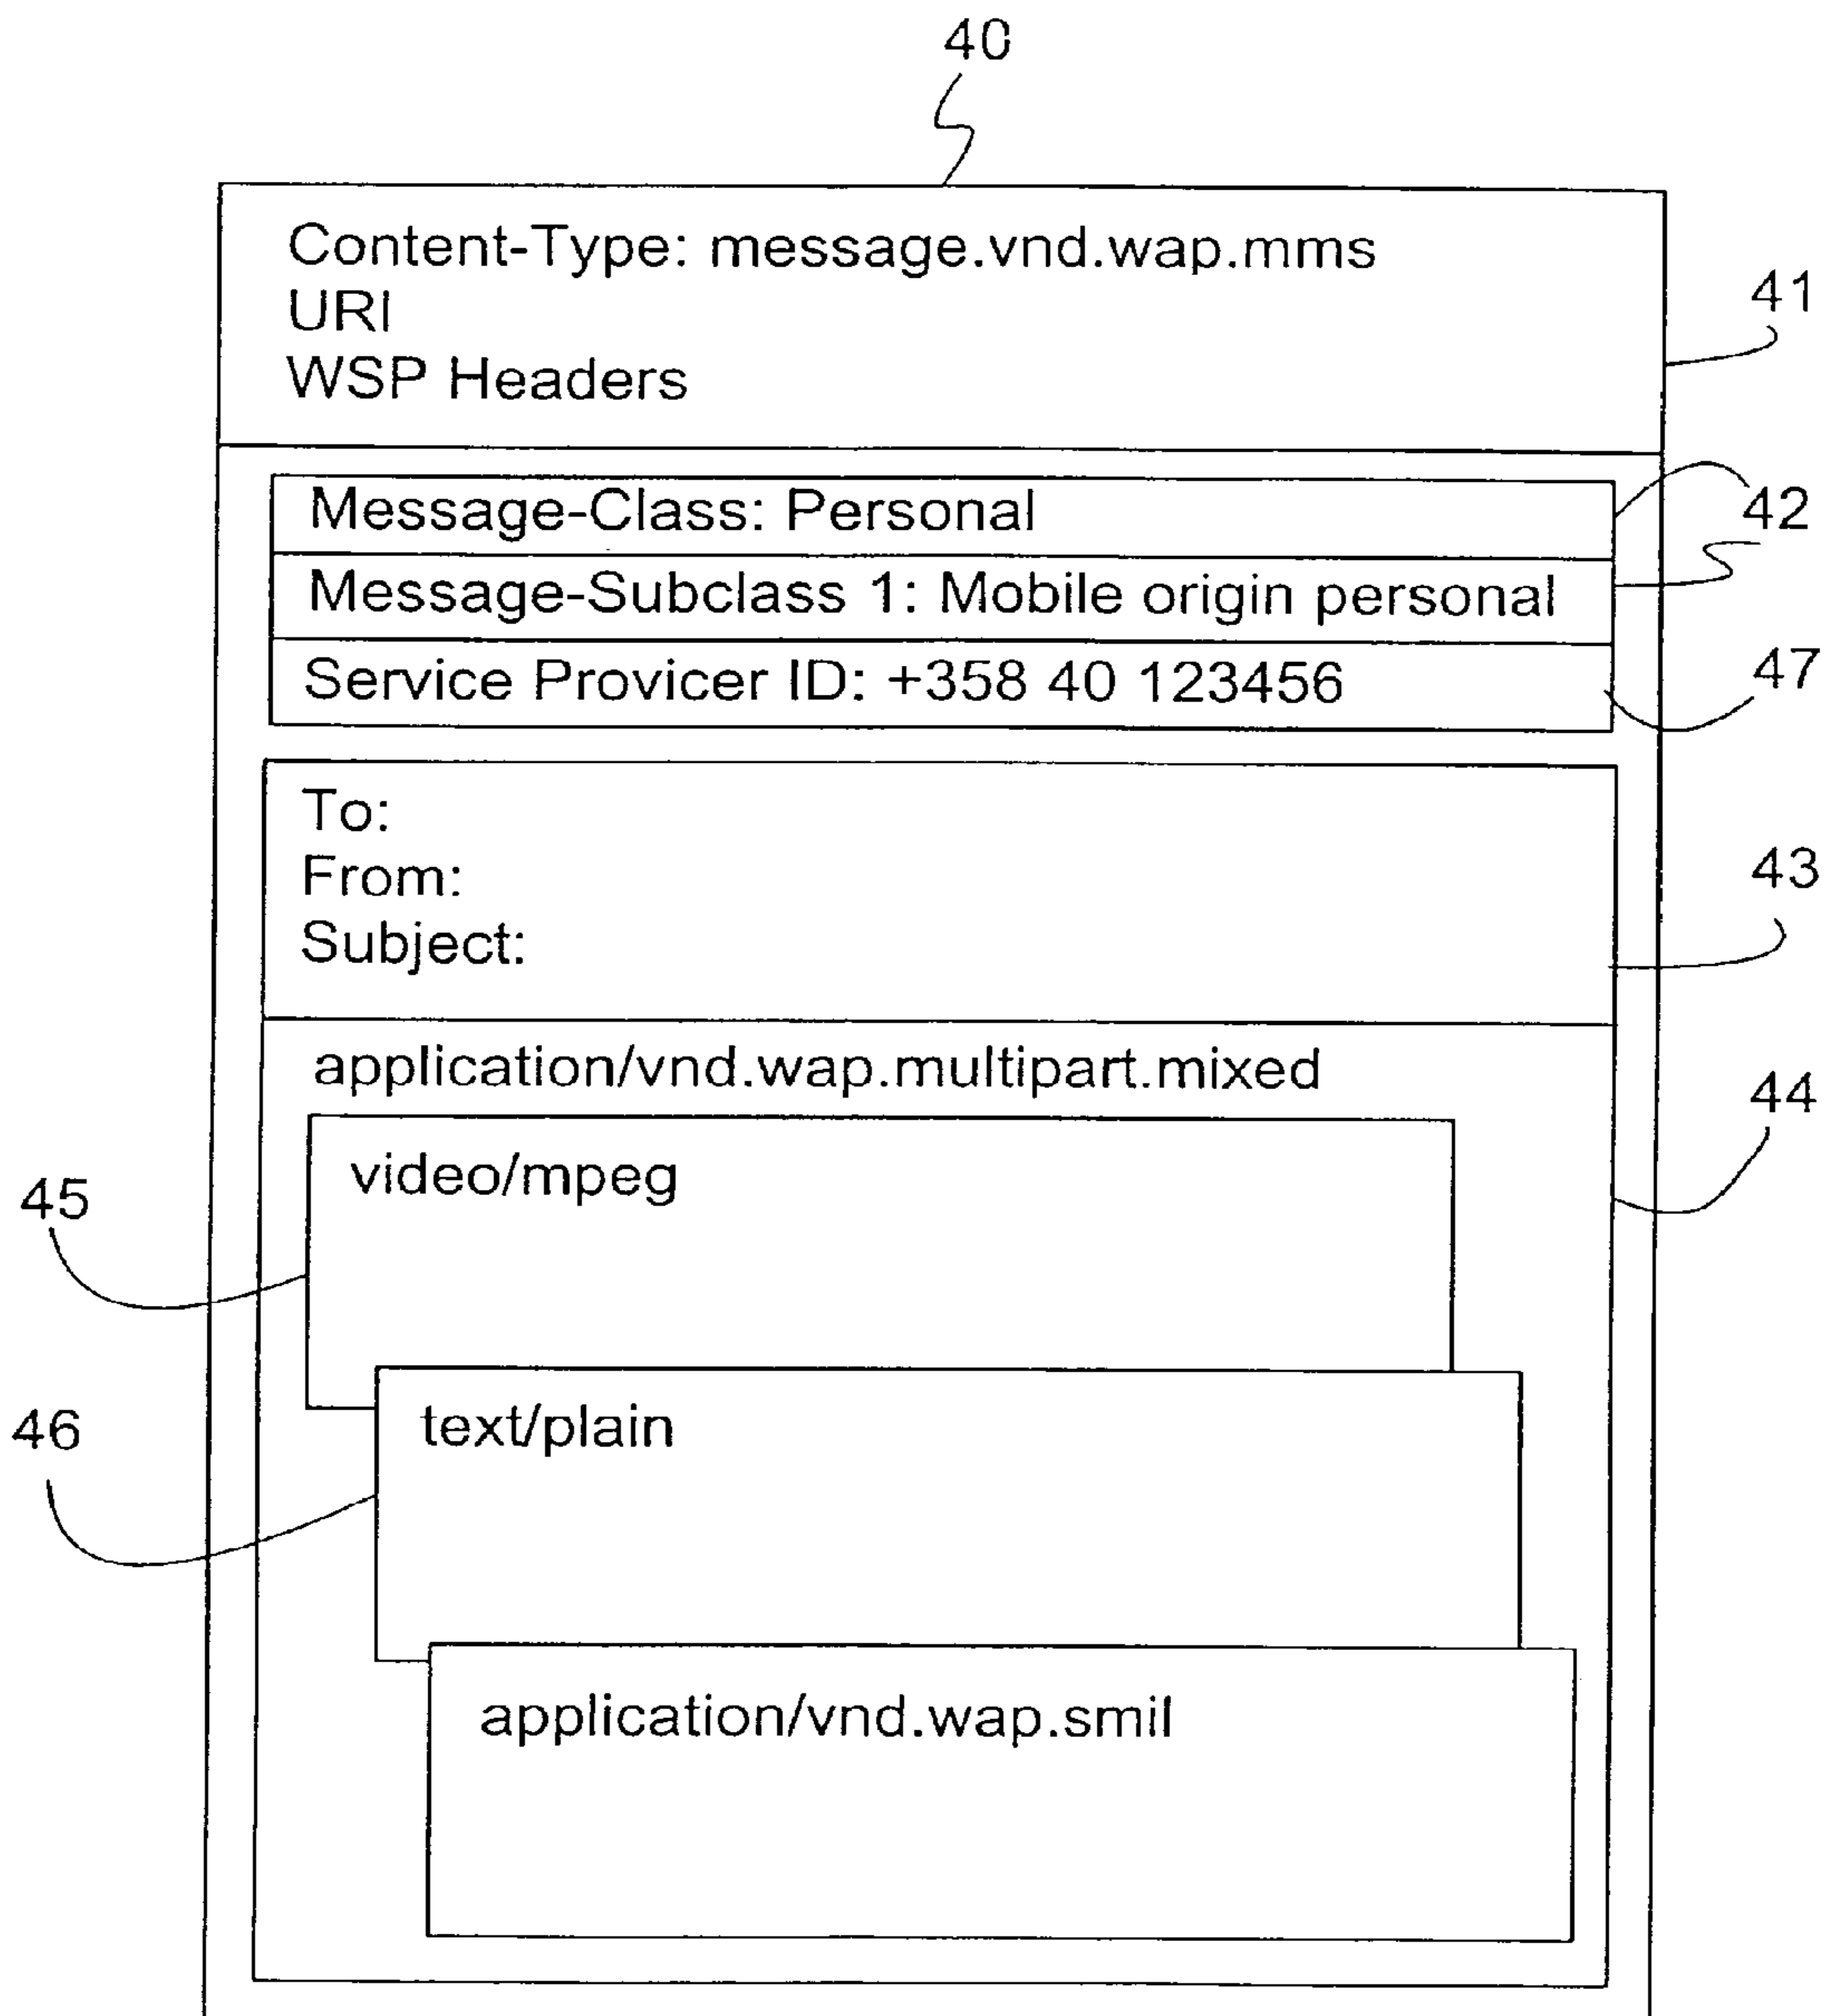 40
Content-Type: message.vnd.wap.mms
URI
WSP Headers
41
Message-Class: Personal
42
Message-Subclass 1: Mobile origin personal
Service Provicer ID: +358 40 123456
47
To:
From:
Subject:
43
application/vnd.wap.multipart.mixed
44
video/mpeg
45
text/plain
46
application/vnd.wap.smil